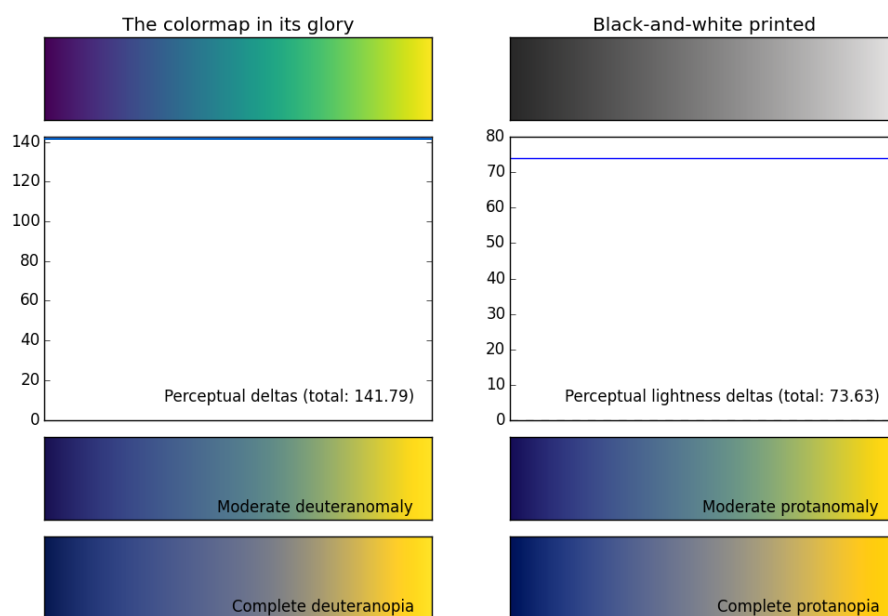 The colormap in its glory
Black-and-white printed
140
120
100
80
60
40
20
0
Perceptual deltas (total: 141.79)
80
70
60
50
40
30
20
10
0
Perceptual lightness deltas (total: 73.63)
Moderate deuteranomaly
Moderate protanomaly
Complete deuteranopia
Complete protanopia